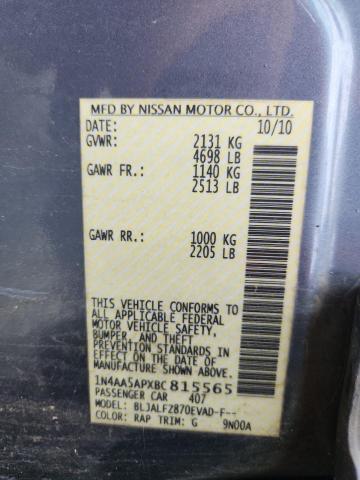 MFD BY NISSAN MOTOR CO., LTD.
DATE: 10/10
GVWR: 2131 KG
4698 LB
GAWR FR.: 1140 KG
2513 LB
GAWR RR.: 1000 KG
2205 LB
THIS VEHICLE CONFORMS TO
ALL APPLICABLE FEDERAL
MOTOR VEHICLE SAFETY,
BUMPER, AND THEFT
PREVENTION STANDARDS IN
EFFECT ON THE DATE OF
MANUFACTURE SHOWN ABOVE.
1N4AA5APXBC 815565
PASSENGER CAR 407
MODEL: BLJALFZ870EVAD-F--
COLOR: RAP TRIM: G 9N00A